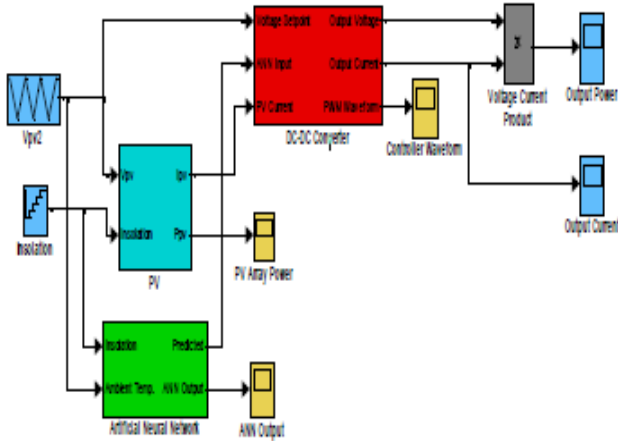 Voltage Setpoint
Output Voltage
ANN Input
Output Current
PV Current
PWM Waveform
DC-DC Converter
Controller Waveform
Voltage Current
Product
Output Power
Vpv2
Vpv
Ipv
Insolation
Ppv
PV
PV Array Power
Output Current
Insolation
Insolation
Predicted
Ambient Temp.
ANN Output
Artificial Neural Network
ANN Output